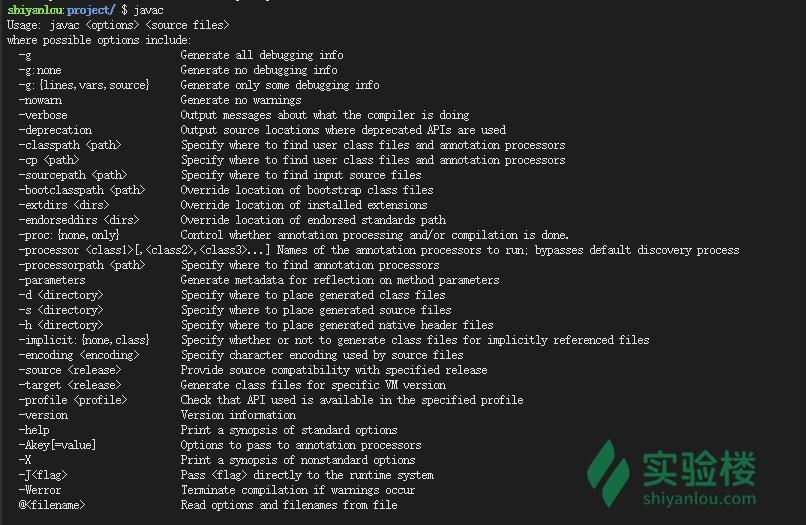 shiyanlou:project/ $ javac
Usage: javac <options> <source files>
where possible options include:
  -g                         Generate all debugging info
  -g:none                    Generate no debugging info
  -g:{lines,vars,source}     Generate only some debugging info
  -nowarn                    Generate no warnings
  -verbose                   Output messages about what the compiler is doing
  -deprecation               Output source locations where deprecated APIs are used
  -classpath <path>          Specify where to find user class files and annotation processors
  -cp <path>                 Specify where to find user class files and annotation processors
  -sourcepath <path>         Specify where to find input source files
  -bootclasspath <path>      Override location of bootstrap class files
  -extdirs <dirs>            Override location of installed extensions
  -endorseddirs <dirs>       Override location of endorsed standards path
  -proc:{none,only}          Control whether annotation processing and/or compilation is done.
  -processor <class1>[,<class2>,<class3>...] Names of the annotation processors to run; bypasses default discovery process
  -processorpath <path>      Specify where to find annotation processors
  -parameters                Generate metadata for reflection on method parameters
  -d <directory>             Specify where to place generated class files
  -s <directory>             Specify where to place generated source files
  -h <directory>             Specify where to place generated native header files
  -implicit:{none,class}     Specify whether or not to generate class files for implicitly referenced files
  -encoding <encoding>       Specify character encoding used by source files
  -source <release>          Provide source compatibility with specified release
  -target <release>          Generate class files for specific VM version
  -profile <profile>         Check that API used is available in the specified profile
  -version                   Version information
  -help                      Print a synopsis of standard options
  -Akey[=value]              Options to pass to annotation processors
  -X                         Print a synopsis of nonstandard options
  -J<flag>                   Pass <flag> directly to the runtime system
  -Werror                    Terminate compilation if warnings occur
  @<filename>                Read options and filenames from file
实验楼
shiyanlou.com